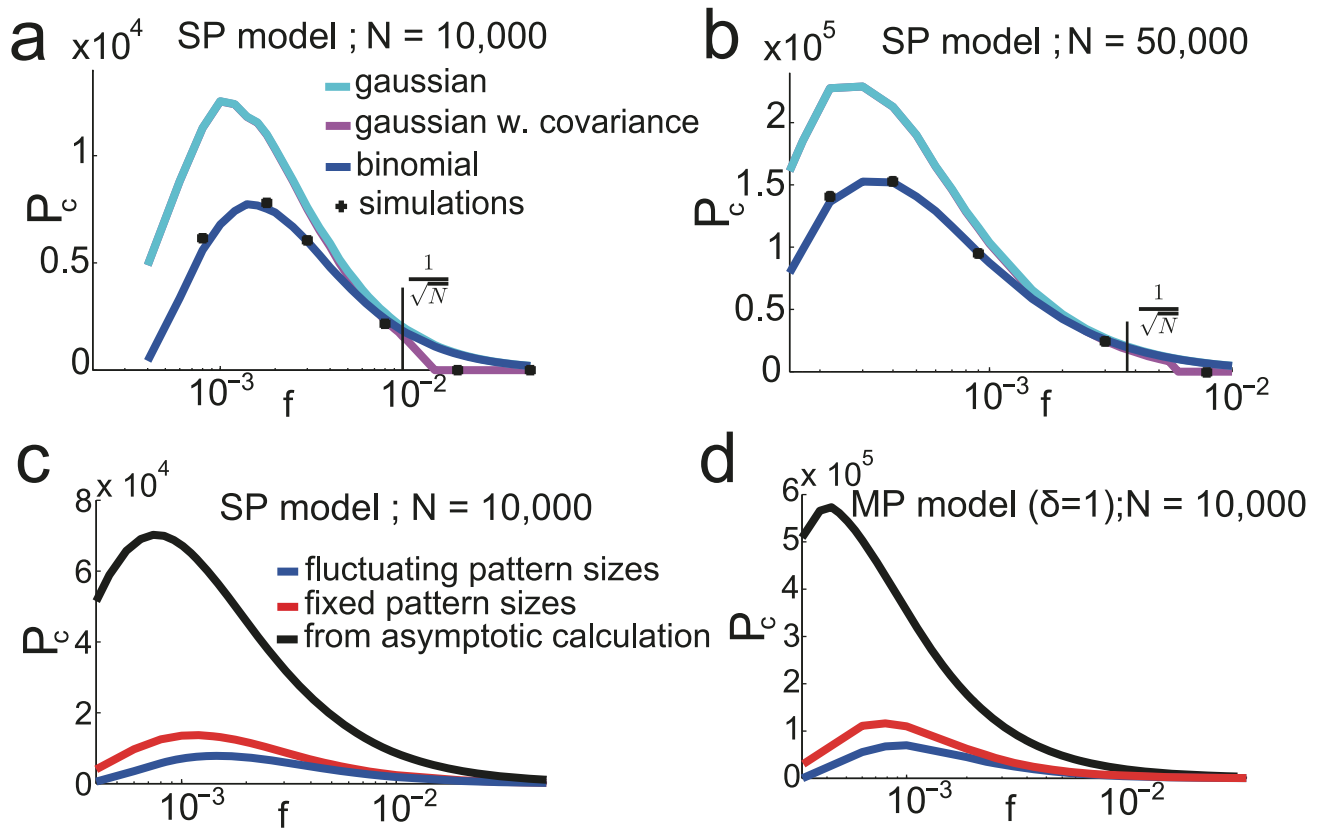 a
x10^4
SP model ; N = 10,000
gaussian
gaussian w. covariance
binomial
simulations
1
0.5
0
P_c
\frac{1}{\sqrt{N}}
10^{-3}
10^{-2}
f
b
x10^5
SP model ; N = 50,000
2
1.5
1
0.5
0
P_c
\frac{1}{\sqrt{N}}
10^{-3}
10^{-2}
f
c
x 10^4
SP model ; N = 10,000
fluctuating pattern sizes
fixed pattern sizes
from asymptotic calculation
8
6
4
2
0
P_c
10^{-3}
10^{-2}
f
d
x 10^5
MP model (δ=1);N = 10,000
6
5
4
3
2
1
0
P_c
10^{-3}
10^{-2}
f